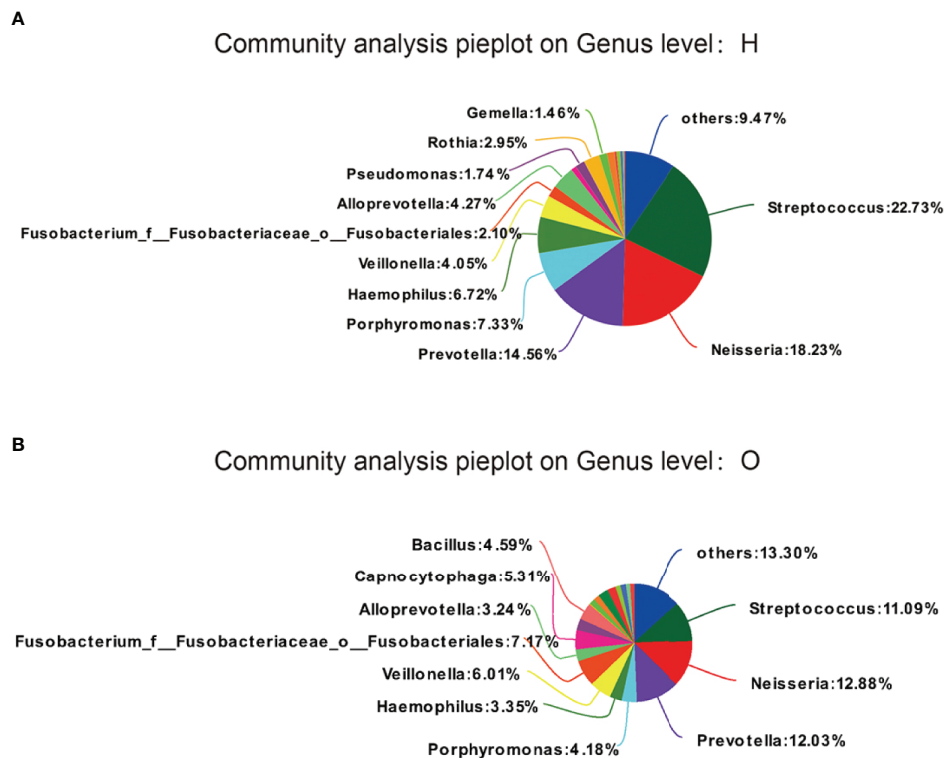 A
Community analysis pieplot on Genus level: H
Gemella:1.46%
others:9.47%
Rothia:2.95%
Pseudomonas:1.74%
Alloprevotella:4.27%
Streptococcus:22.73%
Fusobacterium_f__Fusobacteriaceae_o__Fusobacteriales:2.10%
Veillonella:4.05%
Haemophilus:6.72%
Porphyromonas:7.33%
Prevotella:14.56%
Neisseria:18.23%
B
Community analysis pieplot on Genus level: O
Bacillus:4.59%
others:13.30%
Capnocytophaga:5.31%
Alloprevotella:3.24%
Streptococcus:11.09%
Fusobacterium_f__Fusobacteriaceae_o__Fusobacteriales:7.17%
Veillonella:6.01%
Neisseria:12.88%
Haemophilus:3.35%
Porphyromonas:4.18%
Prevotella:12.03%